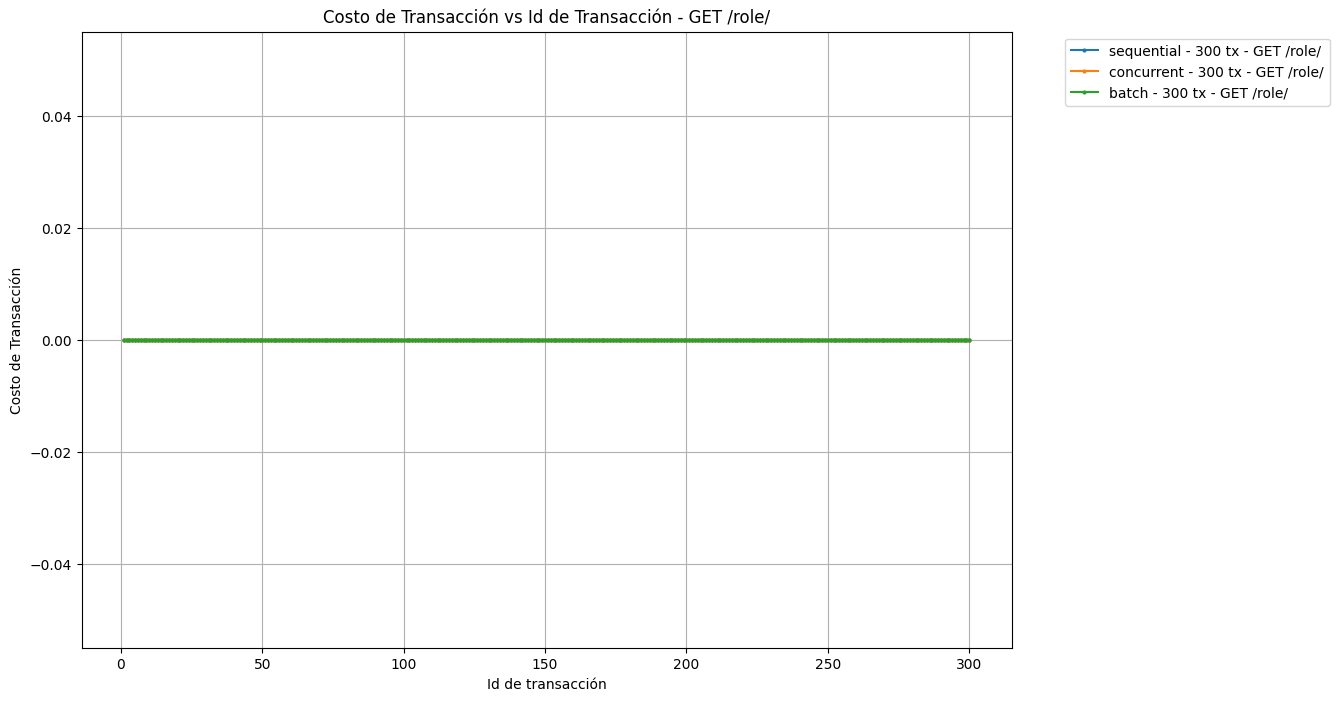 Costo de Transacción vs Id de Transacción - GET /role/
sequential - 300 tx - GET /role/
concurrent - 300 tx - GET /role/
batch - 300 tx - GET /role/
Costo de Transacción
0.04
0.02
0.00
−0.02
−0.04
0 50 100 150 200 250 300
Id de transacción